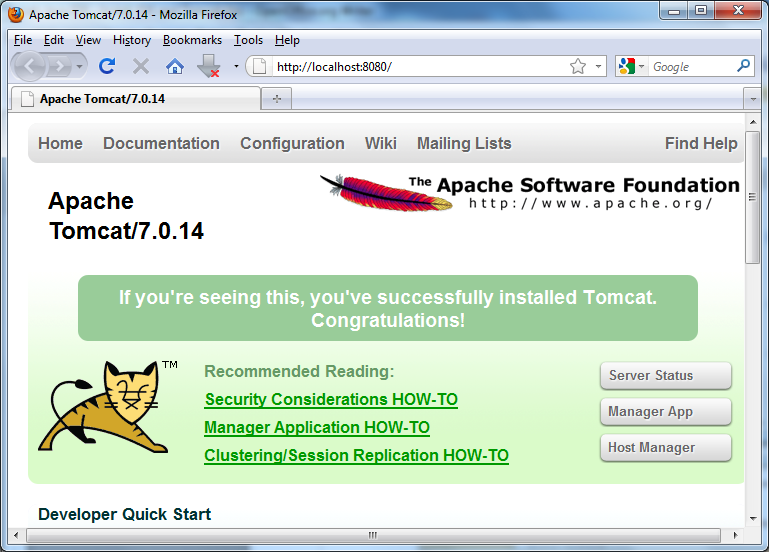 Apache Tomcat/7.0.14 - Mozilla Firefox
File Edit View History Bookmarks Tools Help
http://localhost:8080/ Google
Apache Tomcat/7.0.14
Home Documentation Configuration Wiki Mailing Lists Find Help
The Apache Software Foundation
http://www.apache.org/
Apache
Tomcat/7.0.14
If you're seeing this, you've successfully installed Tomcat.
Congratulations!
TM
Recommended Reading:
Security Considerations HOW-TO
Manager Application HOW-TO
Clustering/Session Replication HOW-TO
Server Status
Manager App
Host Manager
Developer Quick Start